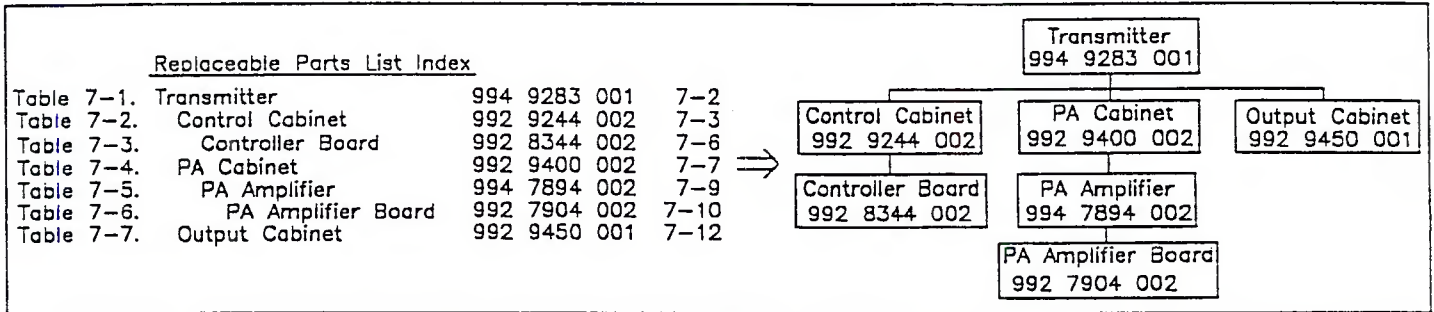 Replaceable Parts List Index
Table 7-1. Transmitter 994 9283 001 7-2
Table 7-2. Control Cabinet 992 9244 002 7-3
Table 7-3. Controller Board 992 8344 002 7-6
Table 7-4. PA Cabinet 992 9400 002 7-7
Table 7-5. PA Amplifier 994 7894 002 7-9
Table 7-6. PA Amplifier Board 992 7904 002 7-10
Table 7-7. Output Cabinet 992 9450 001 7-12
Transmitter
994 9283 001
Control Cabinet
992 9244 002
PA Cabinet
992 9400 002
Output Cabinet
992 9450 001
Controller Board
992 8344 002
PA Amplifier
994 7894 002
PA Amplifier Board
992 7904 002